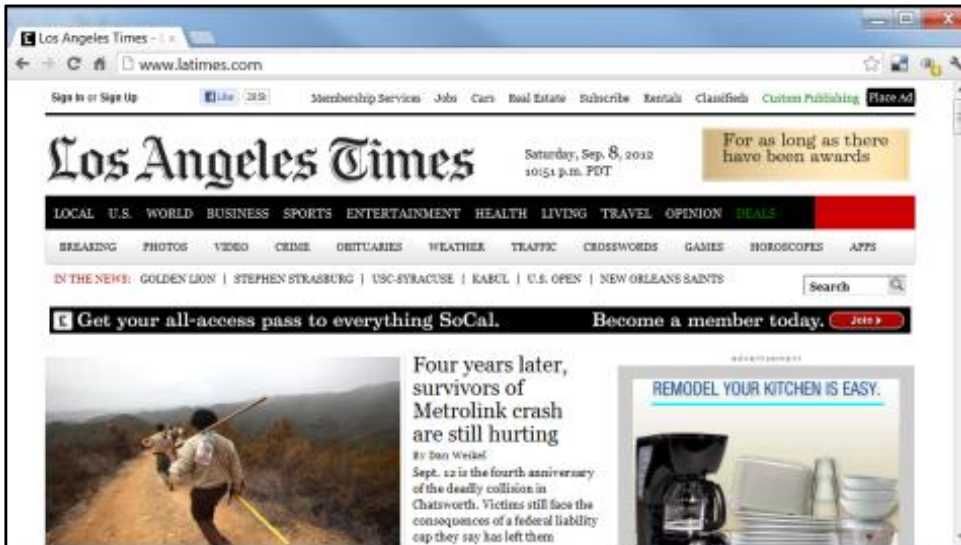 Los Angeles Times -
www.latimes.com
Sign In or Sign Up Like Membership Services Jobs Cars Real Estate Subscribe Rentals Classifieds Custom Publishing Place Ad
Los Angeles Times
Saturday, Sep. 8, 2012
10:51 p.m. PDT
For as long as there
have been awards
LOCAL U.S. WORLD BUSINESS SPORTS ENTERTAINMENT HEALTH LIVING TRAVEL OPINION DEALS
BREAKING PHOTOS VIDEO CRIME OBITUARIES WEATHER TRAFFIC CROSSWORDS GAMES HOROSCOPES APPS
IN THE NEWS: GOLDEN LION | STEPHEN STRASBURG | USC-SYRACUSE | KABUL | U.S. OPEN | NEW ORLEANS SAINTS
Search
Get your all-access pass to everything SoCal. Become a member today. Join
Four years later,
survivors of
Metrolink crash
are still hurting
By Dan Weikel
Sept. 12 is the fourth anniversary
of the deadly collision in
Chatsworth. Victims still face the
consequences of a federal liability
cap they say has left them
advertisement
REMODEL YOUR KITCHEN IS EASY.